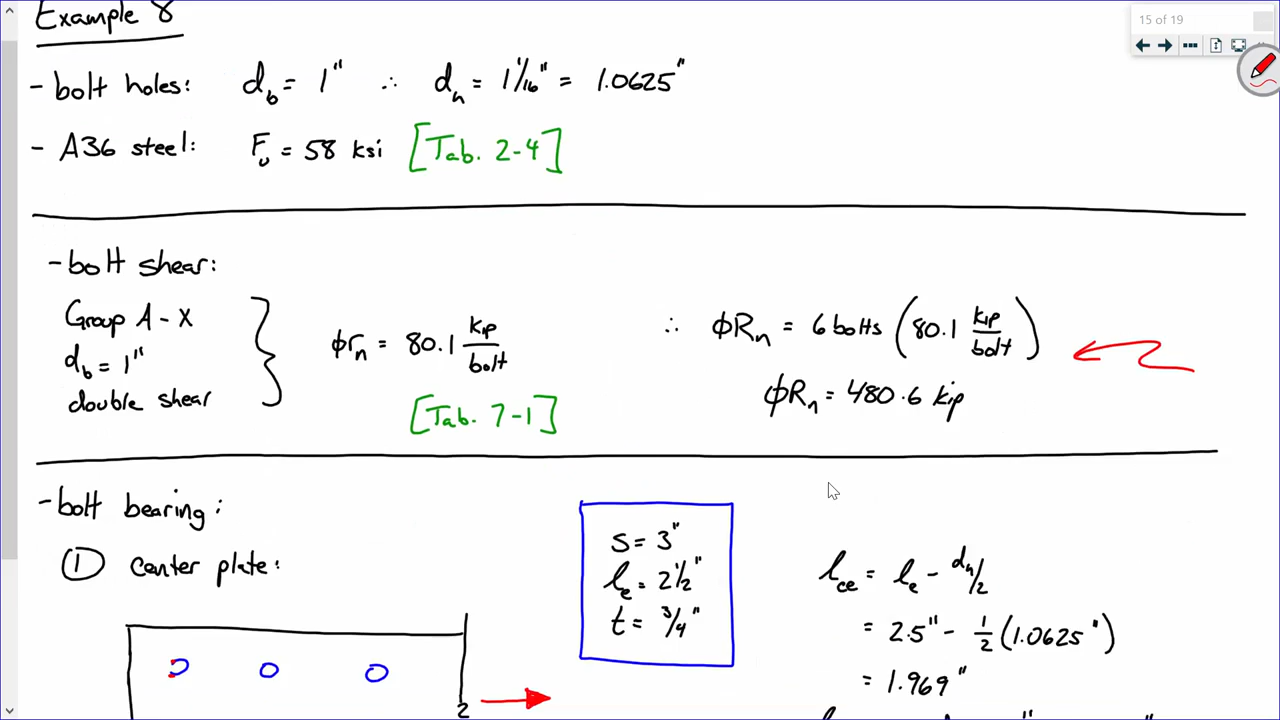 Example 8
15 of 19
- bolt holes: d_b = 1" ∴ d_h = 1 1/16" = 1.0625"
- A36 steel: F_u = 58 ksi [Tab. 2-4]
- bolt shear:
Group A - X
d_b = 1"
double shear
ϕr_n = 80.1 kip/bolt
[Tab. 7-1]
∴ ϕR_n = 6 bolts (80.1 kip/bolt)
ϕR_n = 480.6 kip
- bolt bearing:
① center plate:
s = 3"
l_e = 2 1/2"
t = 3/4"
l_ce = l_e - d_h/2
= 2.5" - 1/2 (1.0625")
= 1.969"
2